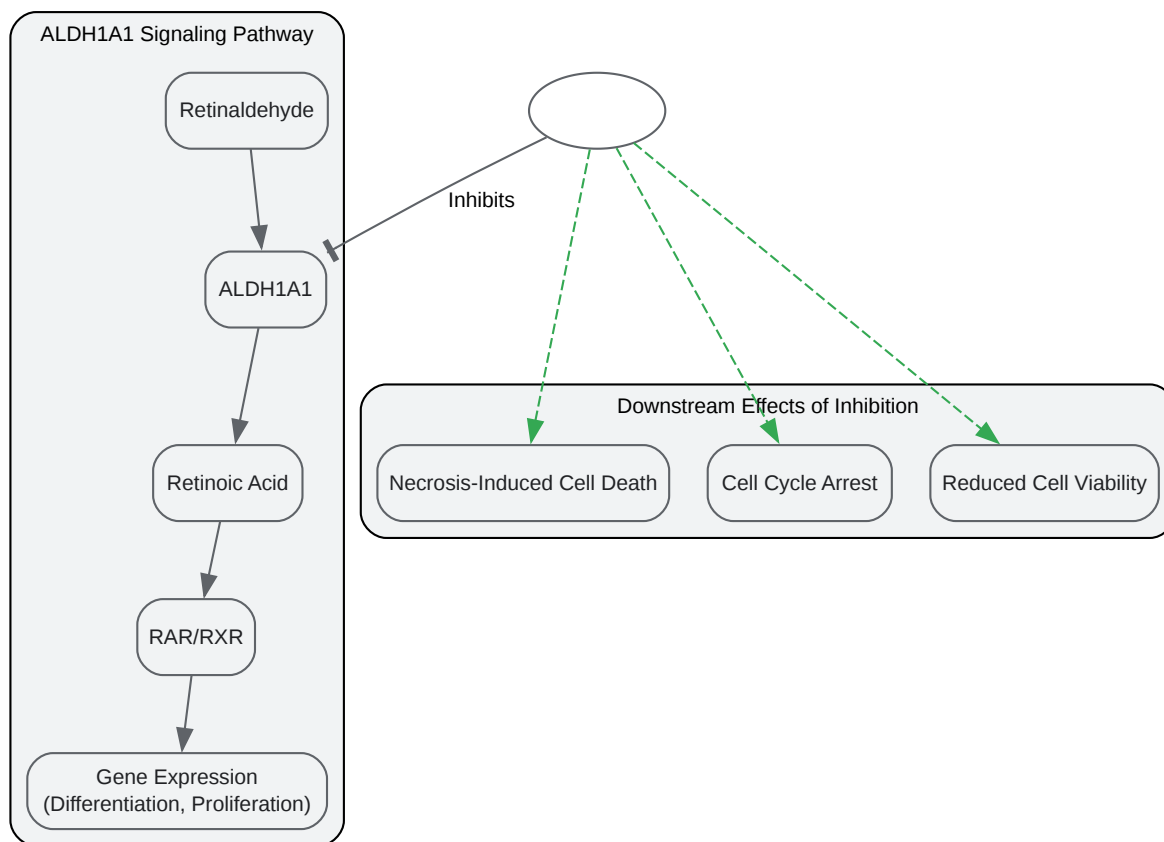 ALDH1A1 Signaling Pathway
Retinaldehyde
Inhibits
ALDH1A1
Downstream Effects of Inhibition
Retinoic Acid
Necrosis-Induced Cell Death
Cell Cycle Arrest
Reduced Cell Viability
RAR/RXR
Gene Expression
(Differentiation, Proliferation)